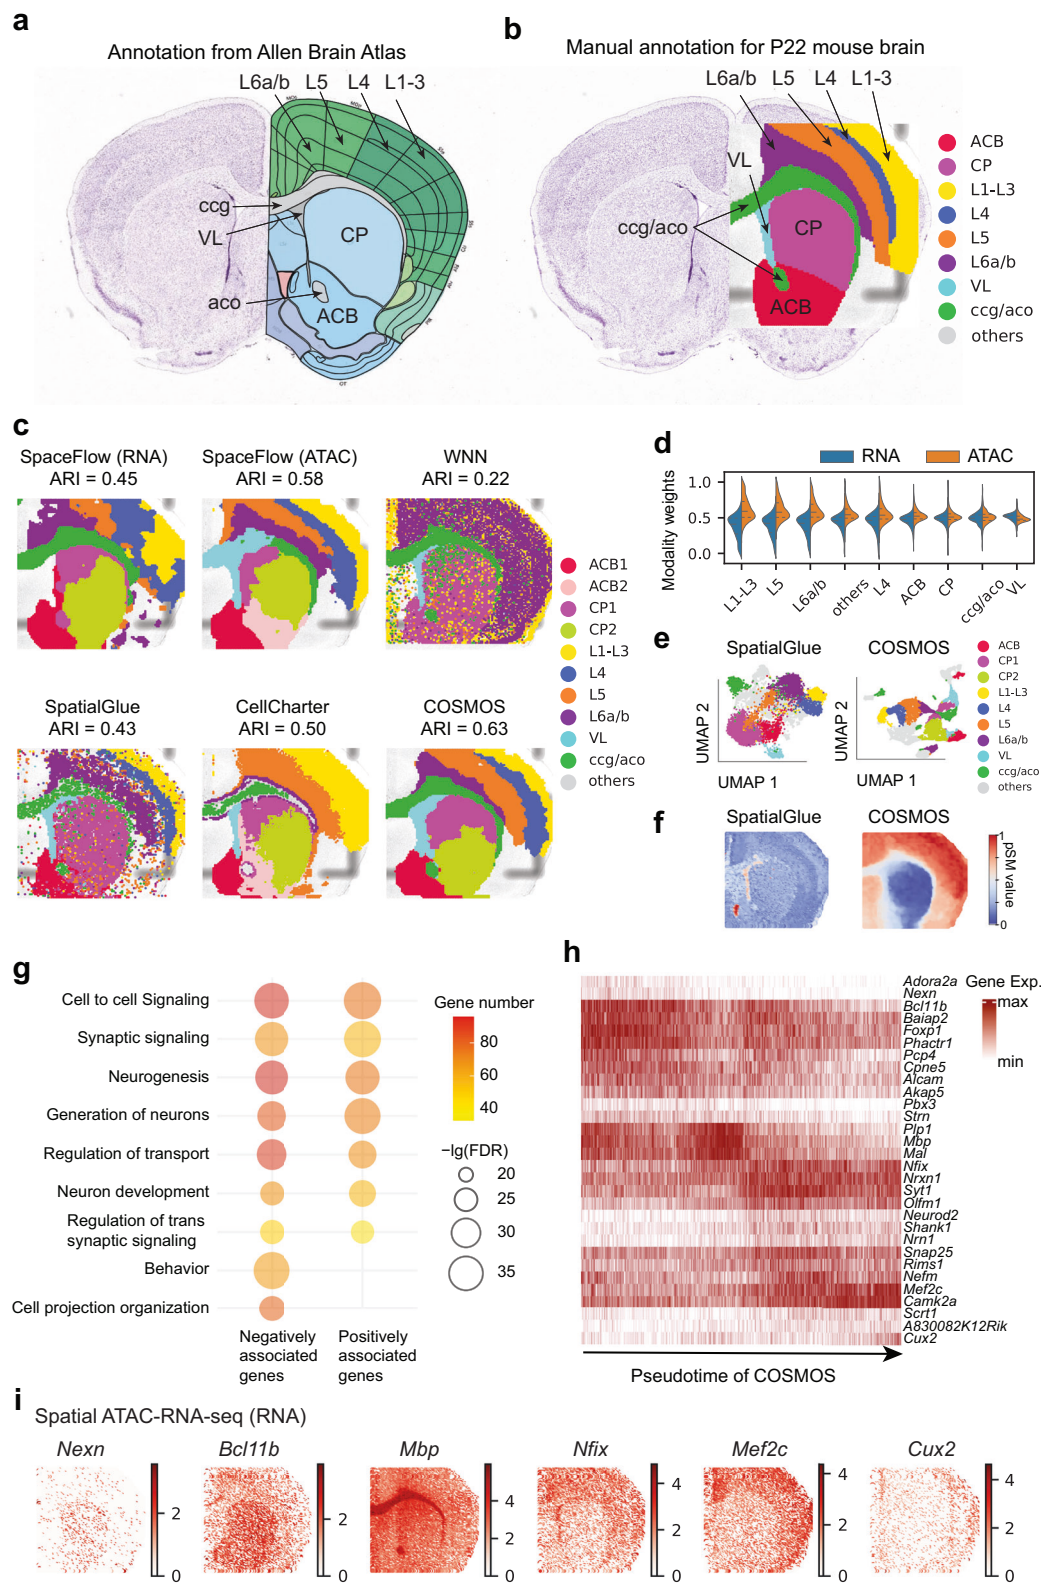 a
Annotation from Allen Brain Atlas
L6a/b L5 L4 L1-3
ccg
VL
CP
aco
ACB
b
Manual annotation for P22 mouse brain
L6a/b L5 L4 L1-3
VL
ccg/aco
CP
ACB
ACB
CP
L1-L3
L4
L5
L6a/b
VL
ccg/aco
others
c
SpaceFlow (RNA)
ARI = 0.45
SpaceFlow (ATAC)
ARI = 0.58
WNN
ARI = 0.22
SpatialGlue
ARI = 0.43
CellCharter
ARI = 0.50
COSMOS
ARI = 0.63
ACB1
ACB2
CP1
CP2
L1-L3
L4
L5
L6a/b
VL
ccg/aco
others
d
RNA ATAC
Modality weights
1.0
0.5
0.0
L1-L3 L5 L6a/b others L4 ACB CP ccg/aco VL
e
SpatialGlue
COSMOS
UMAP 2
UMAP 1
UMAP 2
UMAP 1
ACB
CP1
CP2
L1-L3
L4
L5
L6a/b
VL
ccg/aco
others
f
SpatialGlue
COSMOS
1
pSM value
0
g
Cell to cell Signaling
Synaptic signaling
Neurogenesis
Generation of neurons
Regulation of transport
Neuron development
Regulation of trans
synaptic signaling
Behavior
Cell projection organization
Negatively
associated
genes
Positively
associated
genes
Gene number
80
60
40
−lg(FDR)
20
25
30
35
h
Adora2a
Nexn
Bcl11b
Baiap2
Foxp1
Phactr1
Pcp4
Cpne5
Alcam
Akap5
Pbx3
Strn
Plp1
Mbp
Mal
Nfix
Nrxn1
Syt1
Olfm1
Neurod2
Shank1
Nrn1
Snap25
Rims1
Nefm
Mef2c
Camk2a
Scrt1
A830082K12Rik
Cux2
Gene Exp.
max
min
Pseudotime of COSMOS
i
Spatial ATAC-RNA-seq (RNA)
Nexn
2
0
Bcl11b
2
0
Mbp
4
2
0
Nfix
4
2
0
Mef2c
4
2
0
Cux2
4
2
0